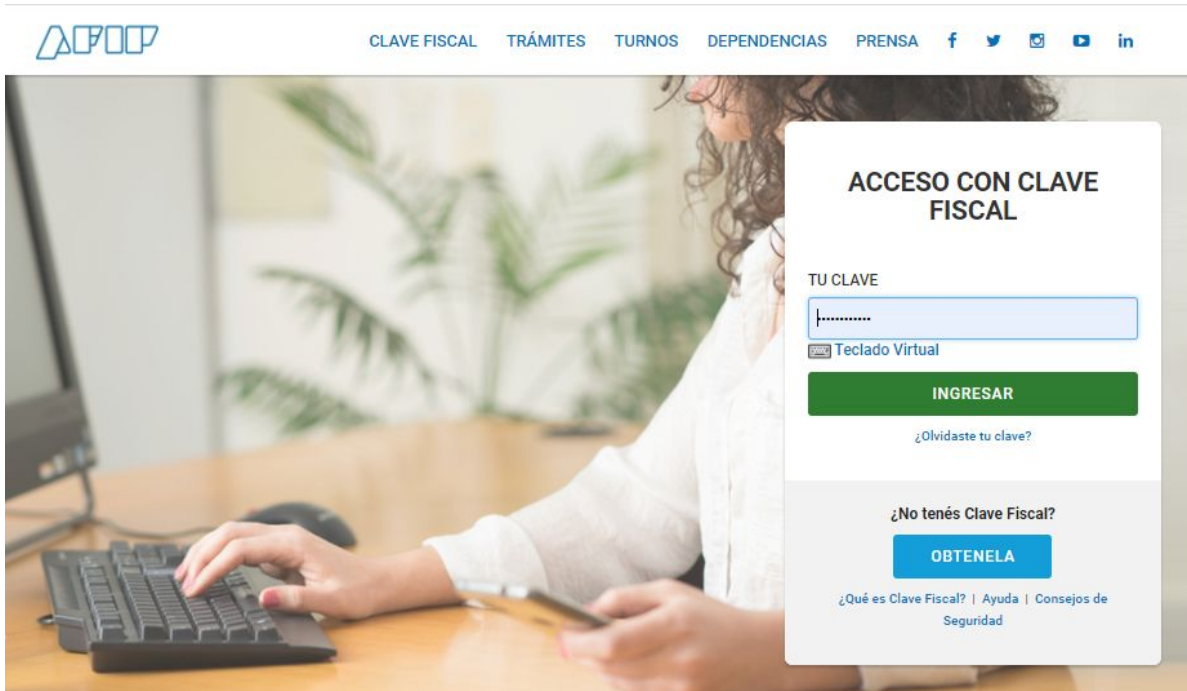 AFIP
CLAVE FISCAL TRÁMITES TURNOS DEPENDENCIAS PRENSA
ACCESO CON CLAVE
FISCAL
TU CLAVE
............
Teclado Virtual
INGRESAR
¿Olvidaste tu clave?
¿No tenés Clave Fiscal?
OBTENELA
¿Qué es Clave Fiscal? | Ayuda | Consejos de
Seguridad